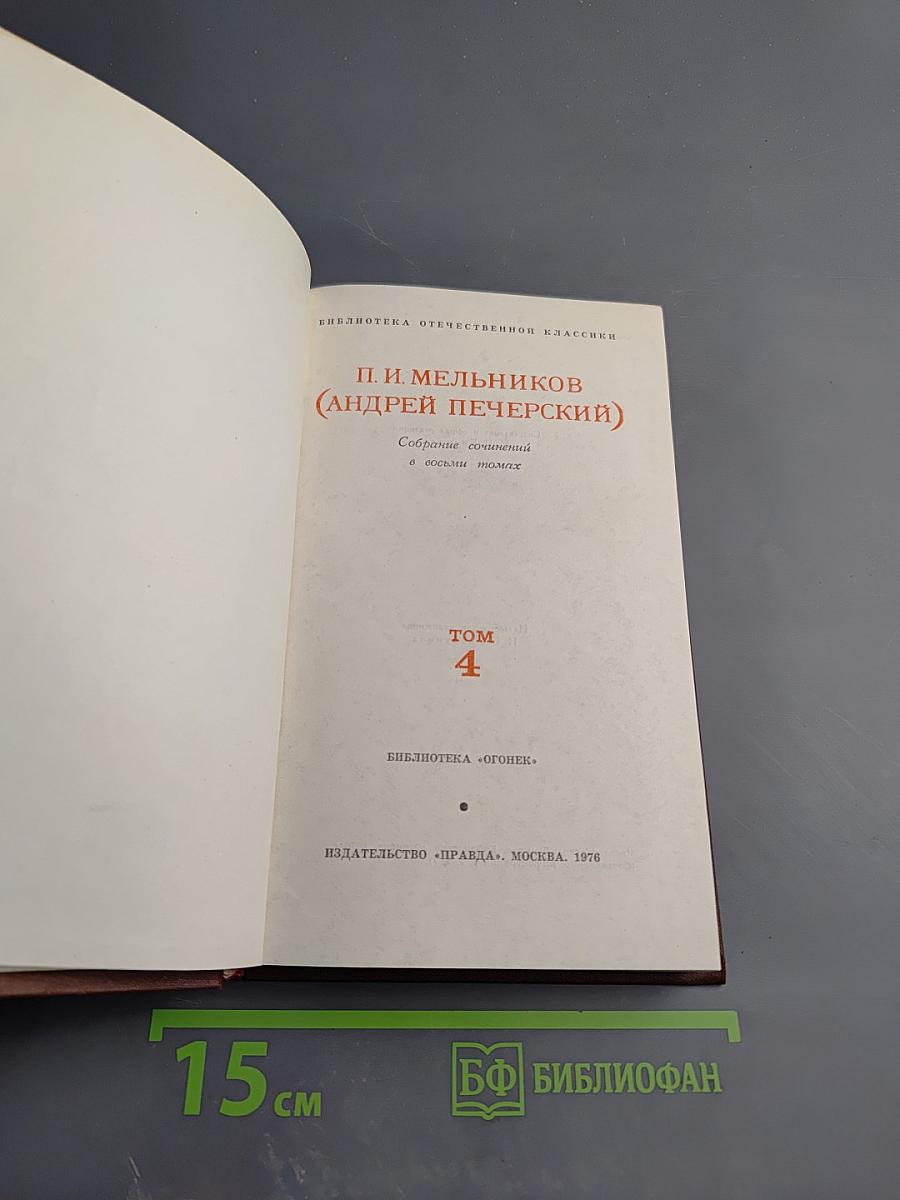 БИБЛИОТЕКА ОТЕЧЕСТВЕННОЙ КЛАССИКИ
П. И. МЕЛЬНИКОВ
(АНДРЕЙ ПЕЧЕРСКИЙ)
Собрание сочинений
в восьми томах
ТОМ
4
БИБЛИОТЕКА «ОГОНЕК»
ИЗДАТЕЛЬСТВО «ПРАВДА». МОСКВА. 1976
15 см
БФ БИБЛИОФАН